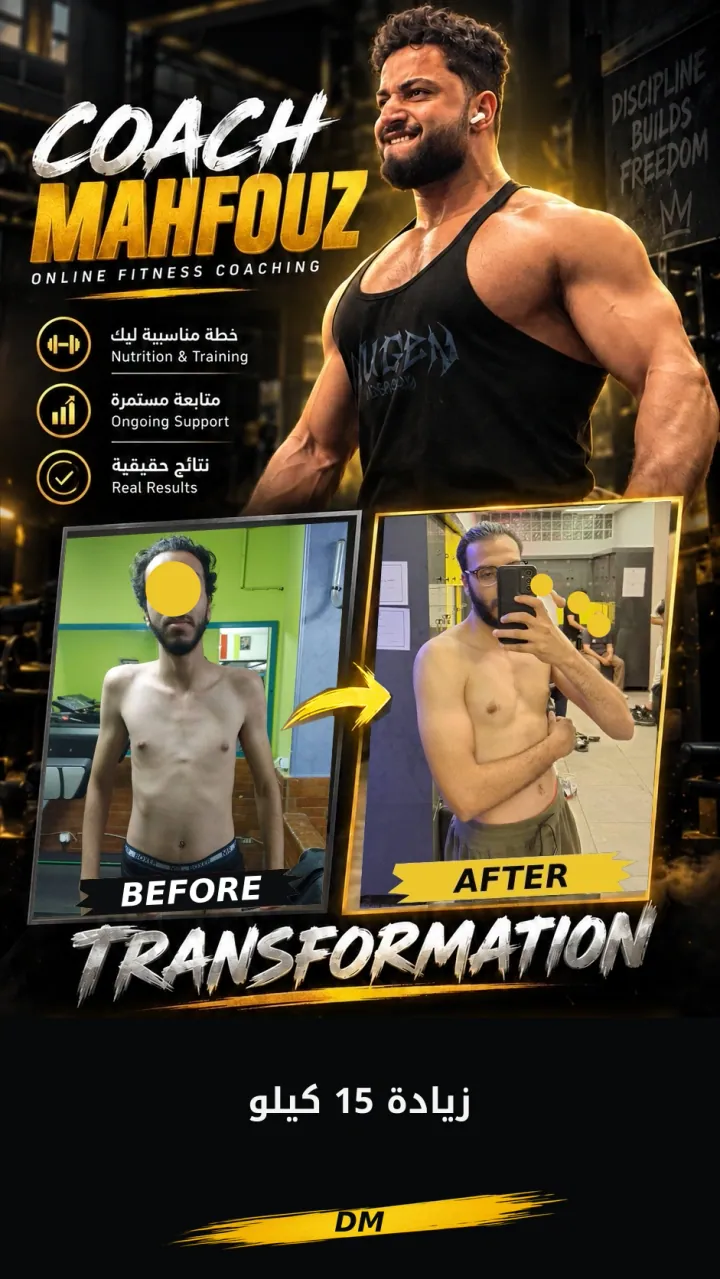 COACH
MAHFOUZ
ONLINE FITNESS COACHING
DISCIPLINE
BUILDS
FREEDOM
خطة مناسبية ليك
Nutrition & Training
متابعة مستمرة
Ongoing Support
نتائج حقيقية
Real Results
BEFORE
AFTER
TRANSFORMATION
زيادة 15 كيلو
DM